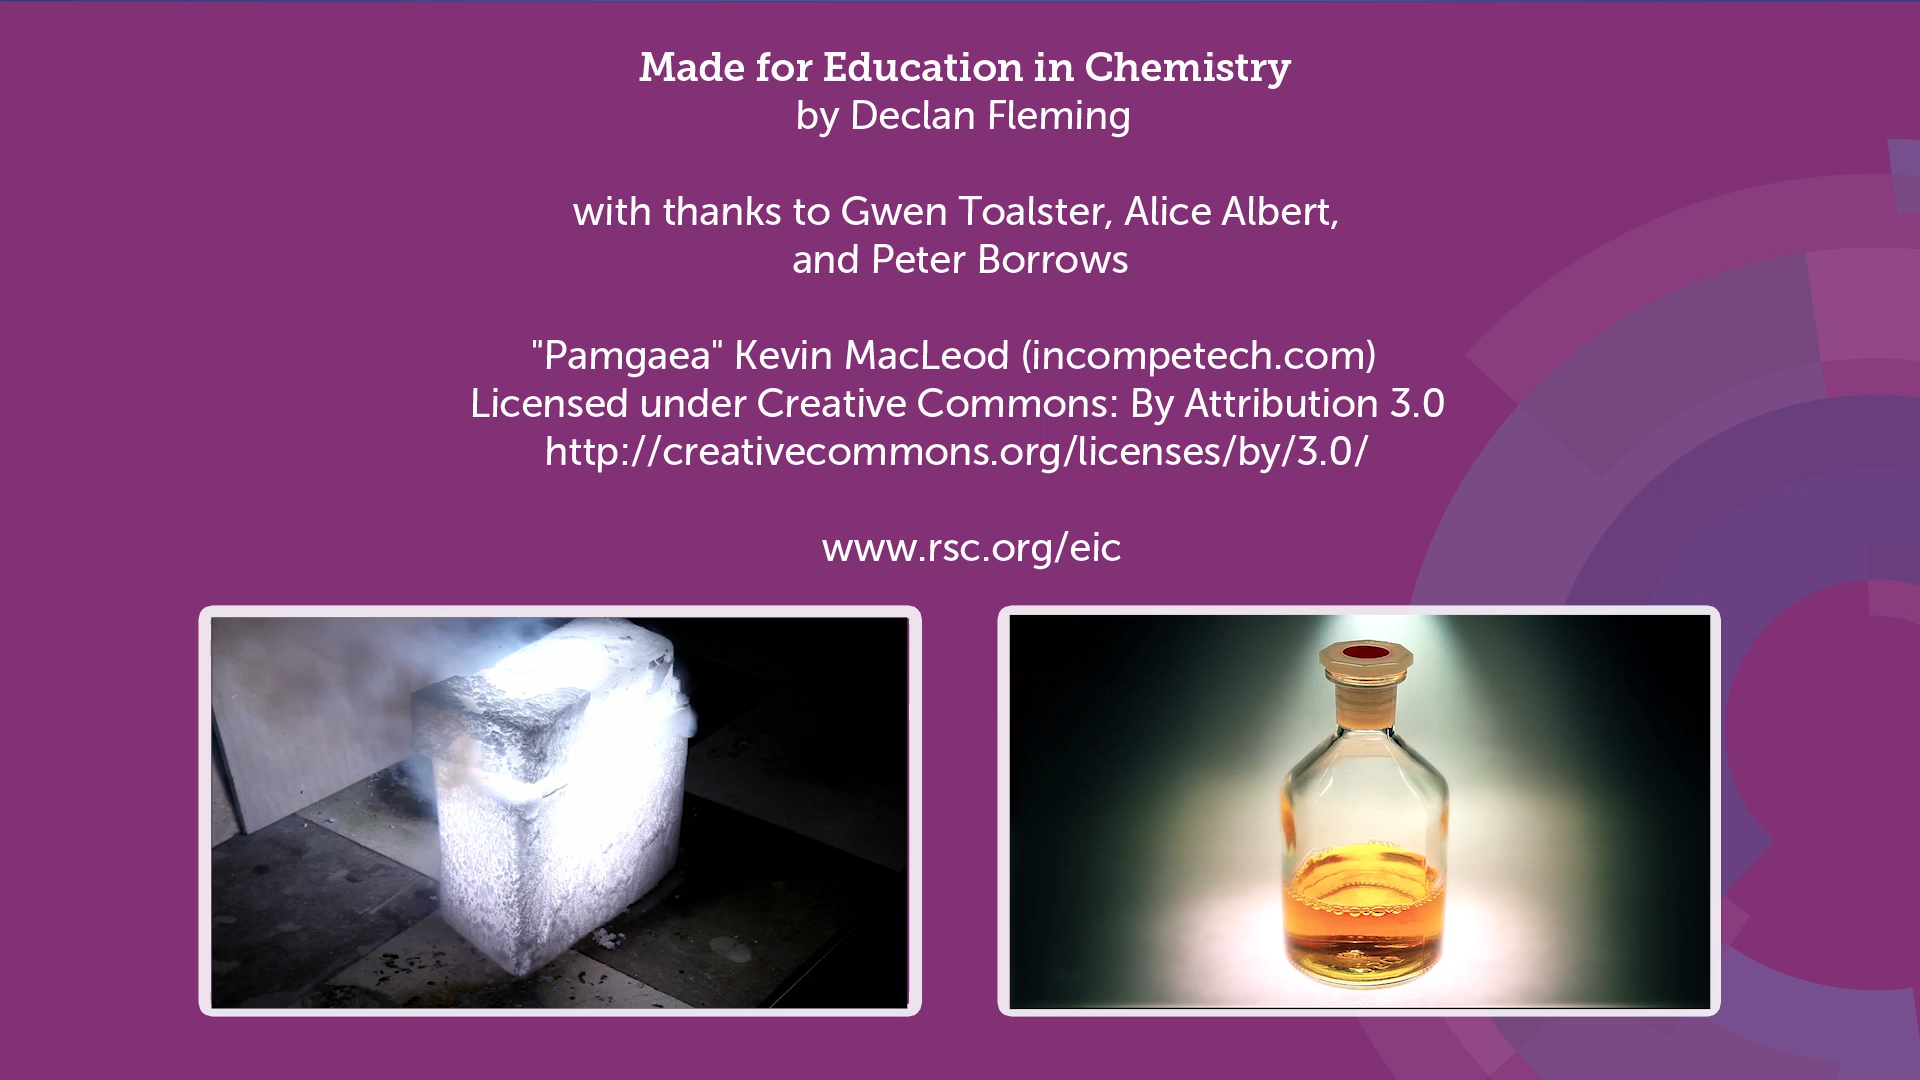 Made for Education in Chemistry
by Declan Fleming
with thanks to Gwen Toalster, Alice Albert,
and Peter Borrows
"Pamgaea" Kevin MacLeod (incompetech.com)
Licensed under Creative Commons: By Attribution 3.0
http://creativecommons.org/licenses/by/3.0/
www.rsc.org/eic